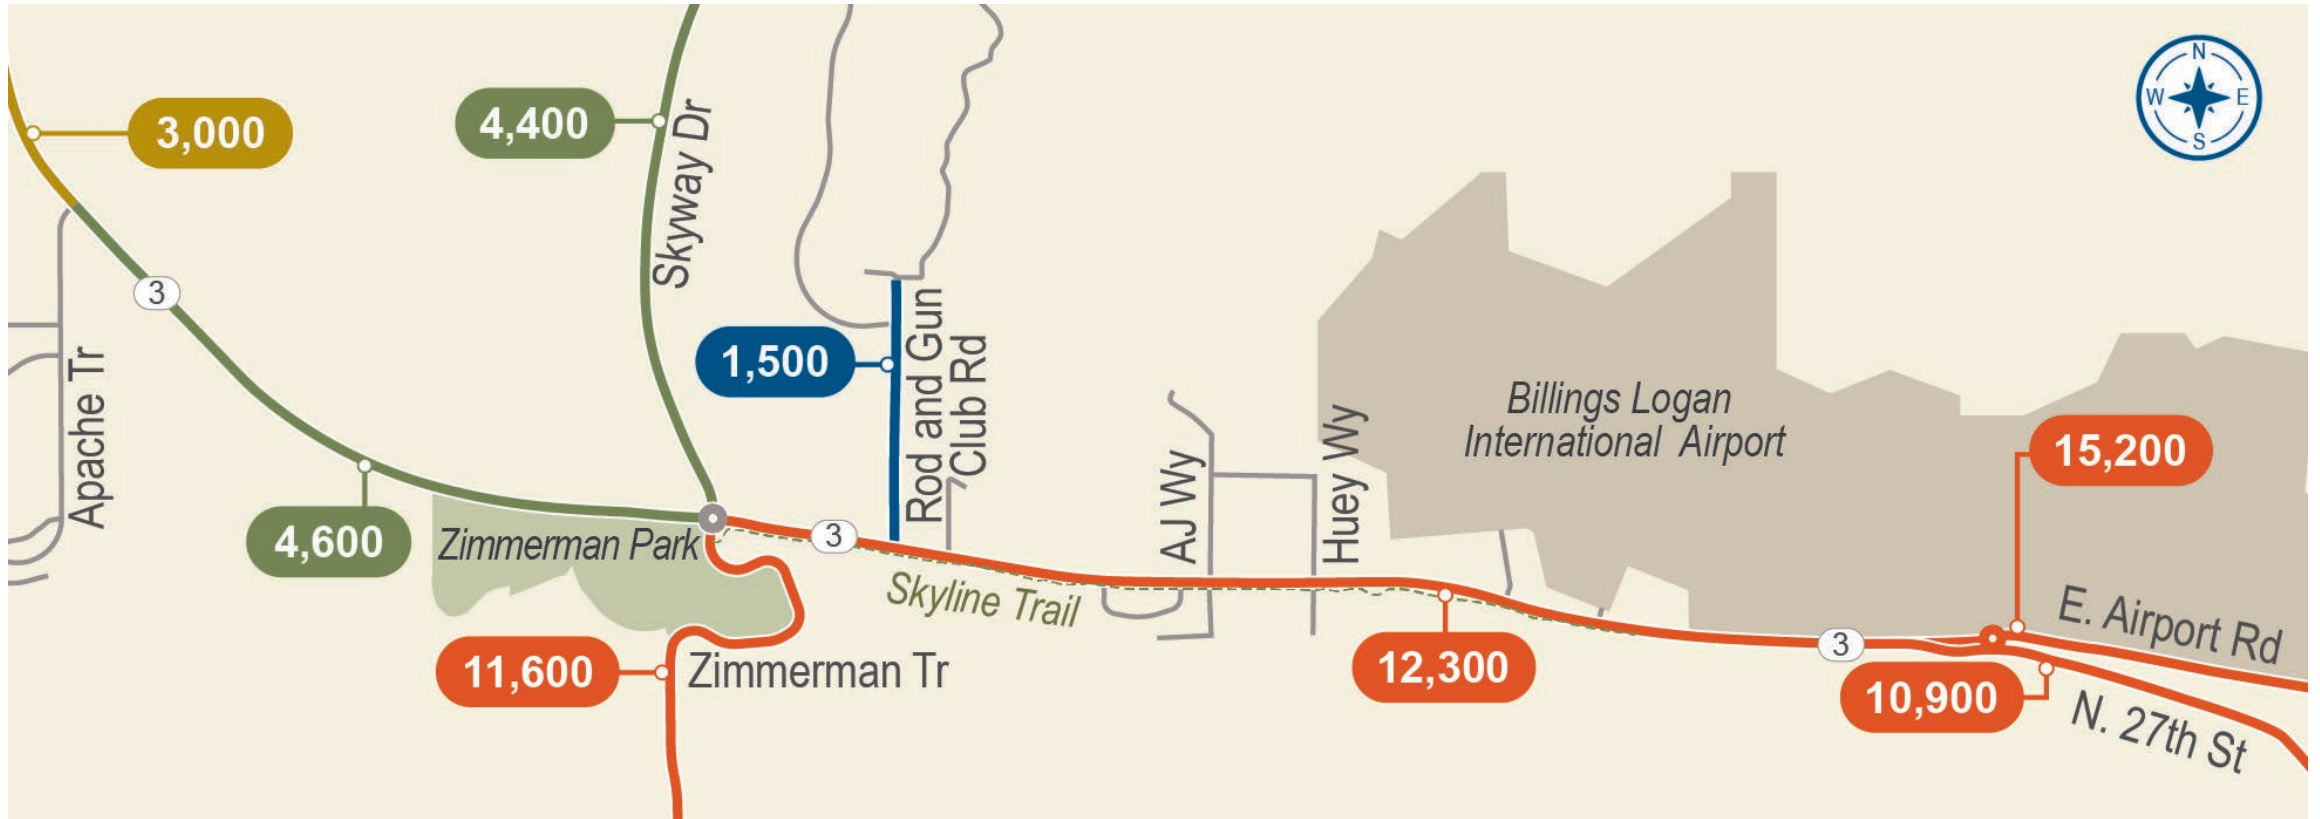 N
W
E
S
3,000
4,400
Skyway Dr
3
1,500
Rod and Gun
Club Rd
Apache Tr
4,600
Zimmerman Park
3
Skyline Trail
AJ Wy
Huey Wy
Billings Logan
International Airport
15,200
E. Airport Rd
11,600
Zimmerman Tr
12,300
3
10,900
N. 27th St